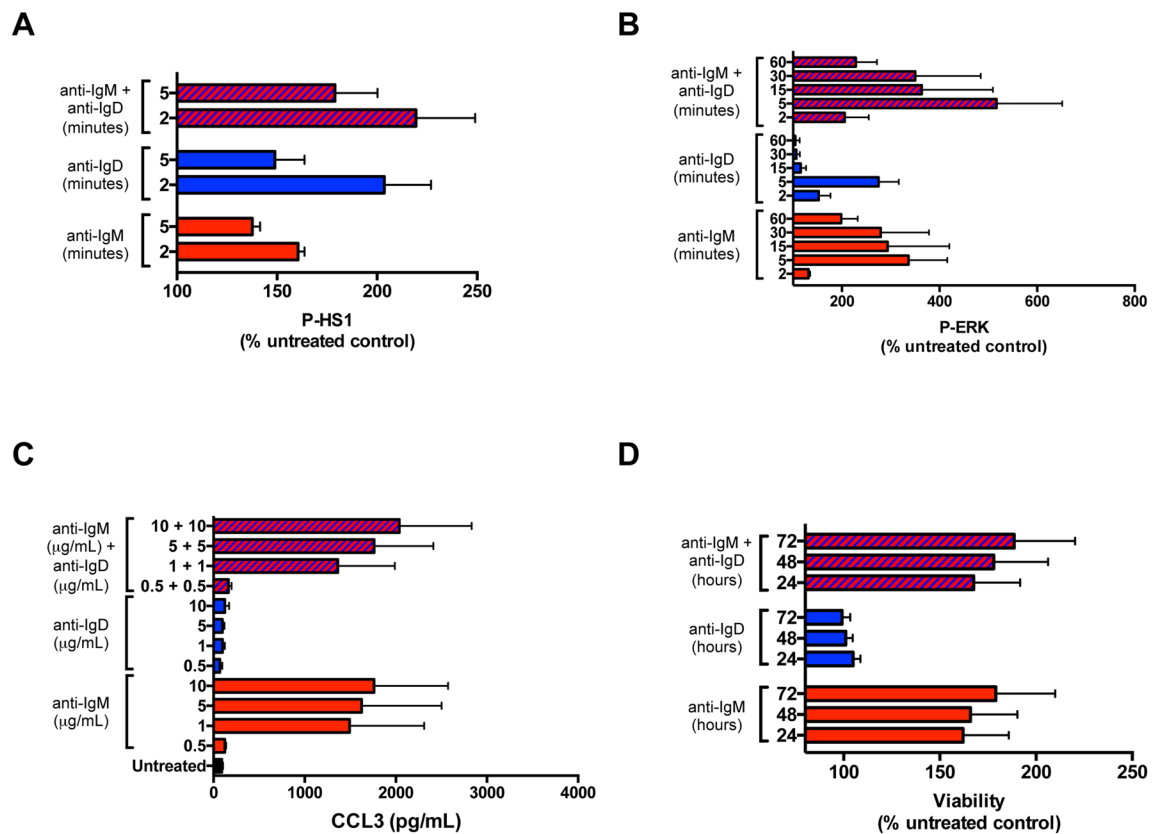 A
anti-IgM +
anti-IgD
(minutes)
5
2
anti-IgD
(minutes)
5
2
anti-IgM
(minutes)
5
2
100 150 200 250
P-HS1
(% untreated control)
B
anti-IgM +
anti-IgD
(minutes)
60
30
15
5
2
anti-IgD
(minutes)
60
30
15
5
2
anti-IgM
(minutes)
60
30
15
5
2
200 400 600 800
P-ERK
(% untreated control)
C
anti-IgM
(μg/mL) +
anti-IgD
(μg/mL)
10 + 10
5 + 5
1 + 1
0.5 + 0.5
anti-IgD
(μg/mL)
10
5
1
0.5
anti-IgM
(μg/mL)
10
5
1
0.5
Untreated
0 1000 2000 3000 4000
CCL3 (pg/mL)
D
anti-IgM +
anti-IgD
(hours)
72
48
24
anti-IgD
(hours)
72
48
24
anti-IgM
(hours)
72
48
24
100 150 200 250
Viability
(% untreated control)